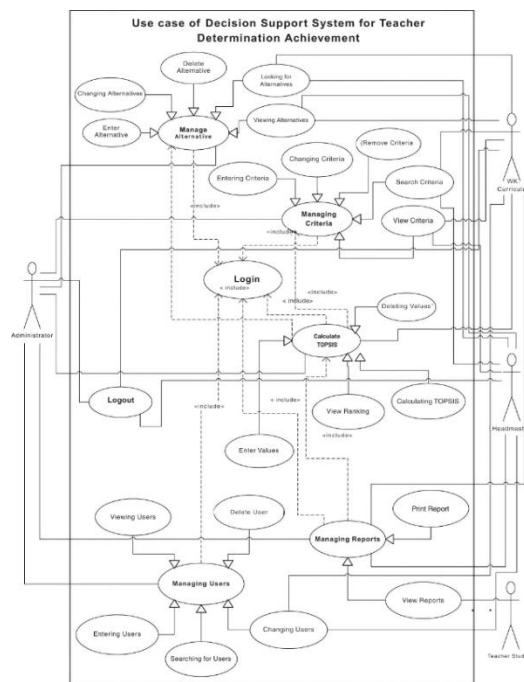 Use case of Decision Support System for Teacher
Determination Achievement
Delete
Alternative
Looking for
Alternatives
Changing Alternatives
Enter
Alternative
Manage
Alternative
Viewing Alternatives
(Remove Criteria
Changing Criteria
Entering Criteria
Search Criteria
WK
Managing
Criteria
View Criteria
<include>
<include>
Login
< include>
<include>
< include>
Deleting Values'
Administrator
Calculate
TOPSIS
Logout
<include>
View Ranking
Calculating TOPSIS
< include>
<include>
Enter Values
Viewing Users
Delete User
Print Report
Managing Reports
Managing Users
View Reports
Entering Users
Changing Users
Searching for
Users